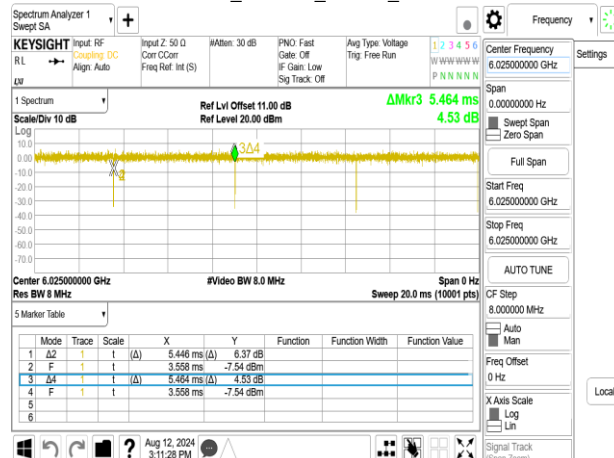 Spectrum Analyzer 1
Swept SA
Frequency
Settings
KEYSIGHT
Input: RF
Coupling: DC
Align: Auto
Input Z: 50 Ω
Corr CCorr
Freq Ref: Int (S)
#Atten: 30 dB
PNO: Fast
Gate: Off
IF Gain: Low
Sig Track: Off
Avg Type: Voltage
Trig: Free Run
1 2 3 4 5 6
W W W W W W
P N N N N N
RL
LXI
Center Frequency
6.025000000 GHz
Span
0.00000000 Hz
Swept Span
Zero Span
Full Span
Start Freq
6.025000000 GHz
Stop Freq
6.025000000 GHz
AUTO TUNE
CF Step
8.000000 MHz
Auto
Man
Freq Offset
0 Hz
X Axis Scale
Log
Lin
Signal Track
(Span Zoom)
Local
1 Spectrum
Scale/Div 10 dB
Ref Lvl Offset 11.00 dB
Ref Level 20.00 dBm
ΔMkr3 5.464 ms
4.53 dB
Log
10.0
0.00
-10.0
-20.0
-30.0
-40.0
-50.0
-60.0
-70.0
3Δ4
Center 6.025000000 GHz
#Video BW 8.0 MHz
Span 0 Hz
Res BW 8 MHz
Sweep 20.0 ms (10001 pts)
5 Marker Table
Mode Trace Scale X Y Function Function Width Function Value
1 Δ2 1 t (Δ) 5.446 ms (Δ) 6.37 dB
2 F 1 t 3.558 ms -7.54 dBm
3 Δ4 1 t (Δ) 5.464 ms (Δ) 4.53 dB
4 F 1 t 3.558 ms -7.54 dBm
5
6
?
Aug 12, 2024
3:11:28 PM